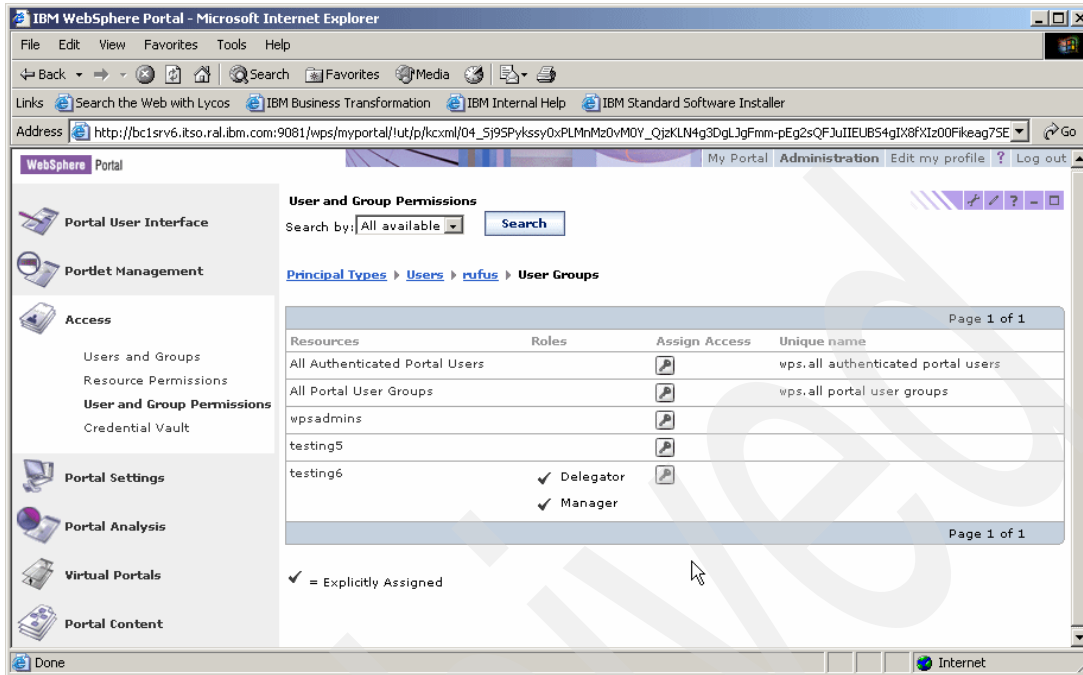 IBM WebSphere Portal - Microsoft Internet Explorer
File Edit View Favorites Tools Help
Back Search Favorites Media
Links Search the Web with Lycos IBM Business Transformation IBM Internal Help IBM Standard Software Installer
Address http://bc1srv6.itso.ral.ibm.com:9081/wps/myportal/!ut/p/kcxml/04_Sj9SPykssy0xPLMnMz0vM0Y_QjzKLN4g3DgLJgFmm-pEg2sQFJuIIEUBS4gIX8fXIz00Fikeag7SE Go
WebSphere Portal
My Portal Administration Edit my profile ? Log out
User and Group Permissions
Search by: All available Search
Principal Types Users rufus User Groups
Portal User Interface
Portlet Management
Access
Users and Groups
Resource Permissions
User and Group Permissions
Credential Vault
Portal Settings
Portal Analysis
Virtual Portals
Portal Content
Page 1 of 1
Resources Roles Assign Access Unique name
All Authenticated Portal Users wps.all authenticated portal users
All Portal User Groups wps.all portal user groups
wpsadmins
testing5
testing6 ✓ Delegator
✓ Manager
Page 1 of 1
✓ = Explicitly Assigned
Done Internet